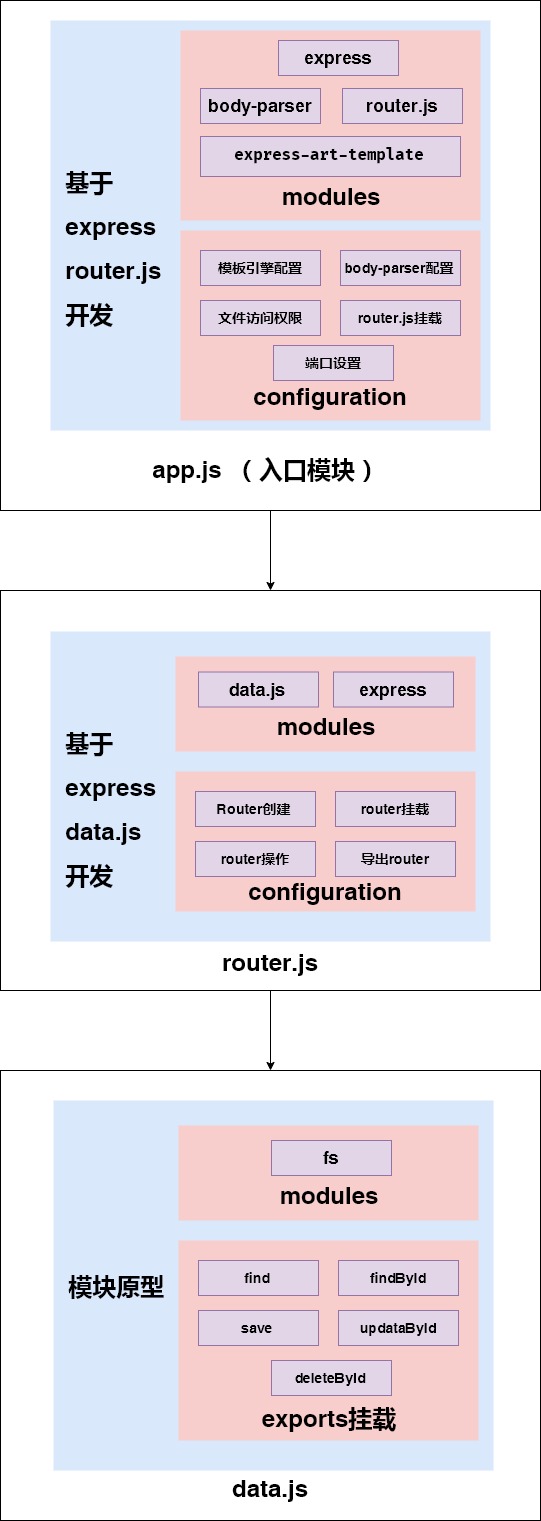 express
body-parser
router.js
express-art-template
modules
基于
express
router.js
开发
模板引擎配置
body-parser配置
文件访问权限
router.js挂载
端口设置
configuration
app.js （入口模块）
data.js
express
modules
基于
express
data.js
开发
Router创建
router挂载
router操作
导出router
configuration
router.js
fs
modules
模块原型
find
findById
save
updataById
deleteById
exports挂载
data.js